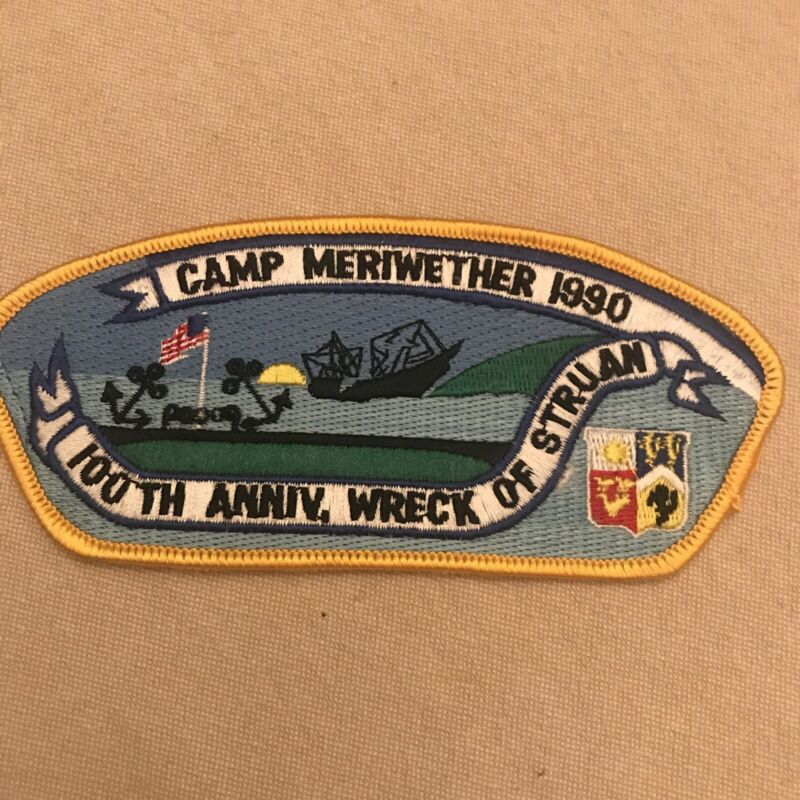 CAMP MERIWETHER 1990
100TH ANNIV. WRECK OF STRUAN